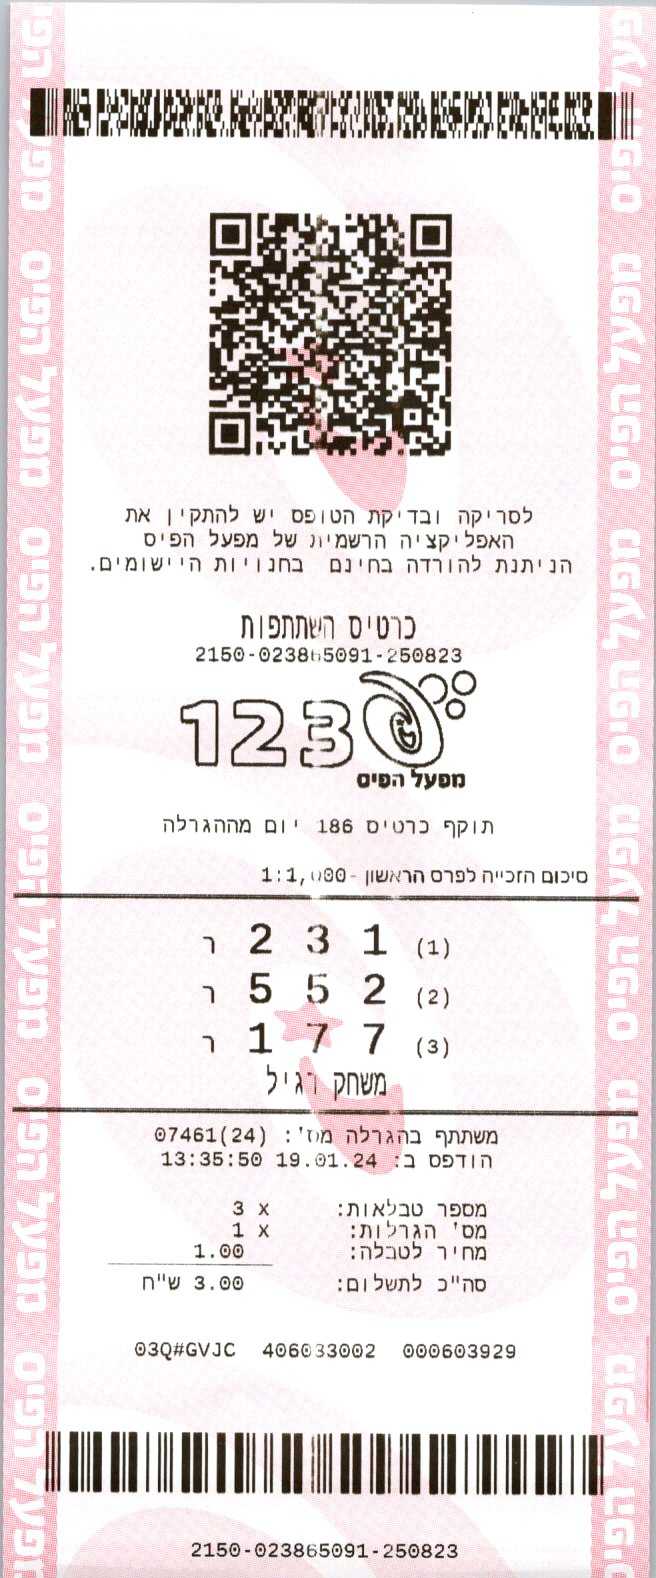 לסריקה ובדיקת הטופס יש להתקין את
האפליקציה הרשמית של מפעל הפיס
הניתנת להורדה בחינם בחנויות היישומים.
כרטיס השתתפות
2150-023865091-250823
123
מפעל הפיס
תוקף כרטיס 186 יום מההגרלה
סיכום הזכייה לפרס הראשון -1:1,000
(1) 2 3 1 ר
(2) 5 5 2 ר
(3) 1 7 7 ר
משחק רגיל
משתתף בהגרלה מס': 07461(24)
הודפס ב: 19.01.24 13:35:50
מספר טבלאות: x 3
מס' הגרלות: x 1
מחיר לטבלה: 1.00
סה"כ לתשלום: 3.00 ש"ח
03Q#GVJC 406033002 000603929
2150-023865091-250823
מפעל הפיס